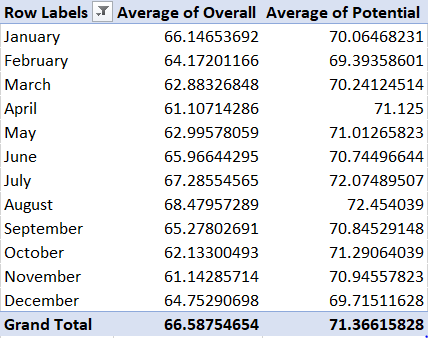 Row Labels Average of Overall Average of Potential
January 66.14653692 70.06468231
February 64.17201166 69.39358601
March 62.88326848 70.24124514
April 61.10714286 71.125
May 62.99578059 71.01265823
June 65.96644295 70.74496644
July 67.28554565 72.07489507
August 68.47957289 72.454039
September 65.27802691 70.84529148
October 62.13300493 71.29064039
November 61.14285714 70.94557823
December 64.75290698 69.71511628
Grand Total 66.58754654 71.36615828